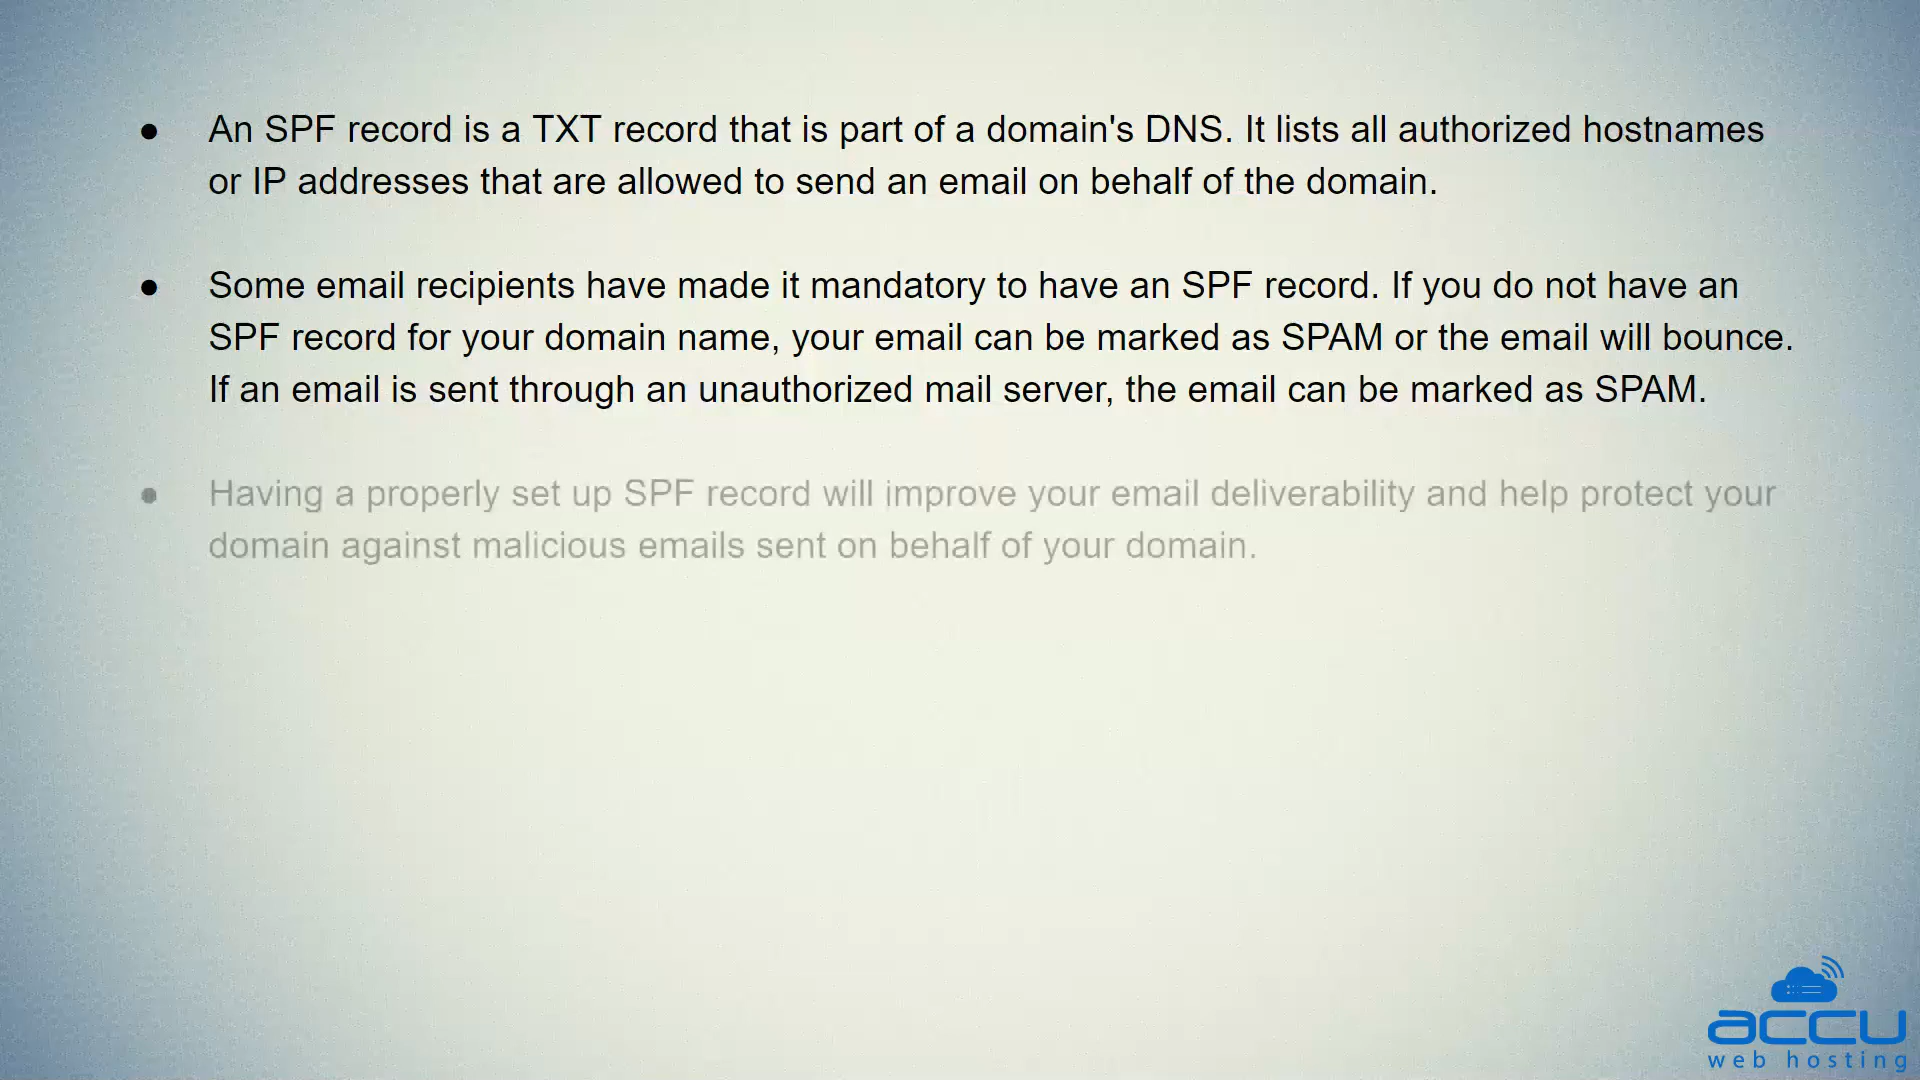 ● An SPF record is a TXT record that is part of a domain's DNS. It lists all authorized hostnames
or IP addresses that are allowed to send an email on behalf of the domain.
● Some email recipients have made it mandatory to have an SPF record. If you do not have an
SPF record for your domain name, your email can be marked as SPAM or the email will bounce.
If an email is sent through an unauthorized mail server, the email can be marked as SPAM.
● Having a properly set up SPF record will improve your email deliverability and help protect your
domain against malicious emails sent on behalf of your domain.
accu
web hosting